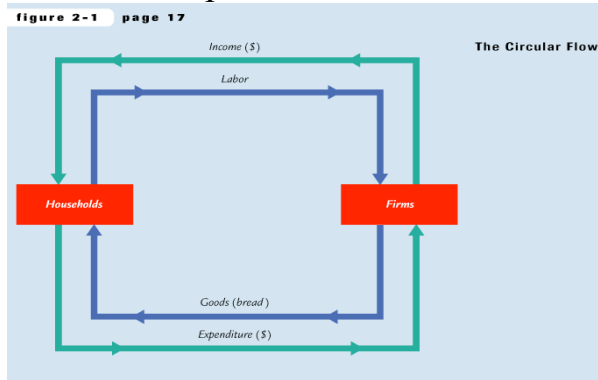 figure 2-1 page 17
The Circular Flow
Income ($)
Labor
Households
Firms
Goods (bread)
Expenditure ($)